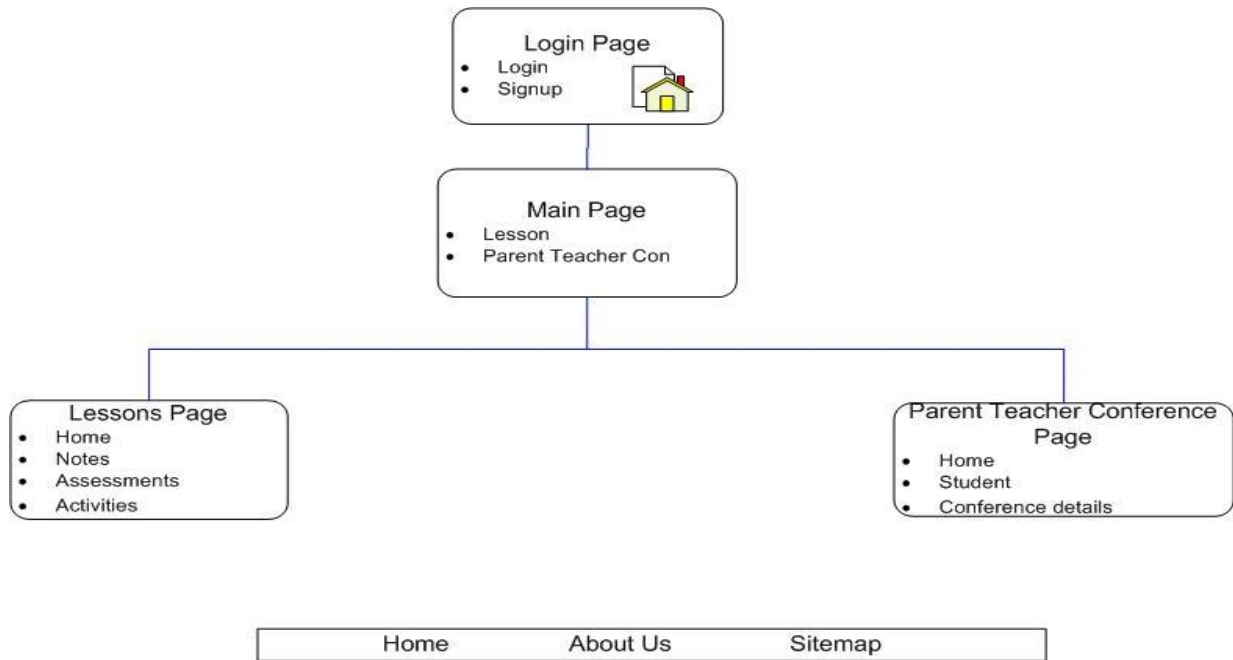 Login Page
• Login
• Signup
Main Page
• Lesson
• Parent Teacher Con
Lessons Page
• Home
• Notes
• Assessments
• Activities
Parent Teacher Conference
Page
• Home
• Student
• Conference details
Home About Us Sitemap